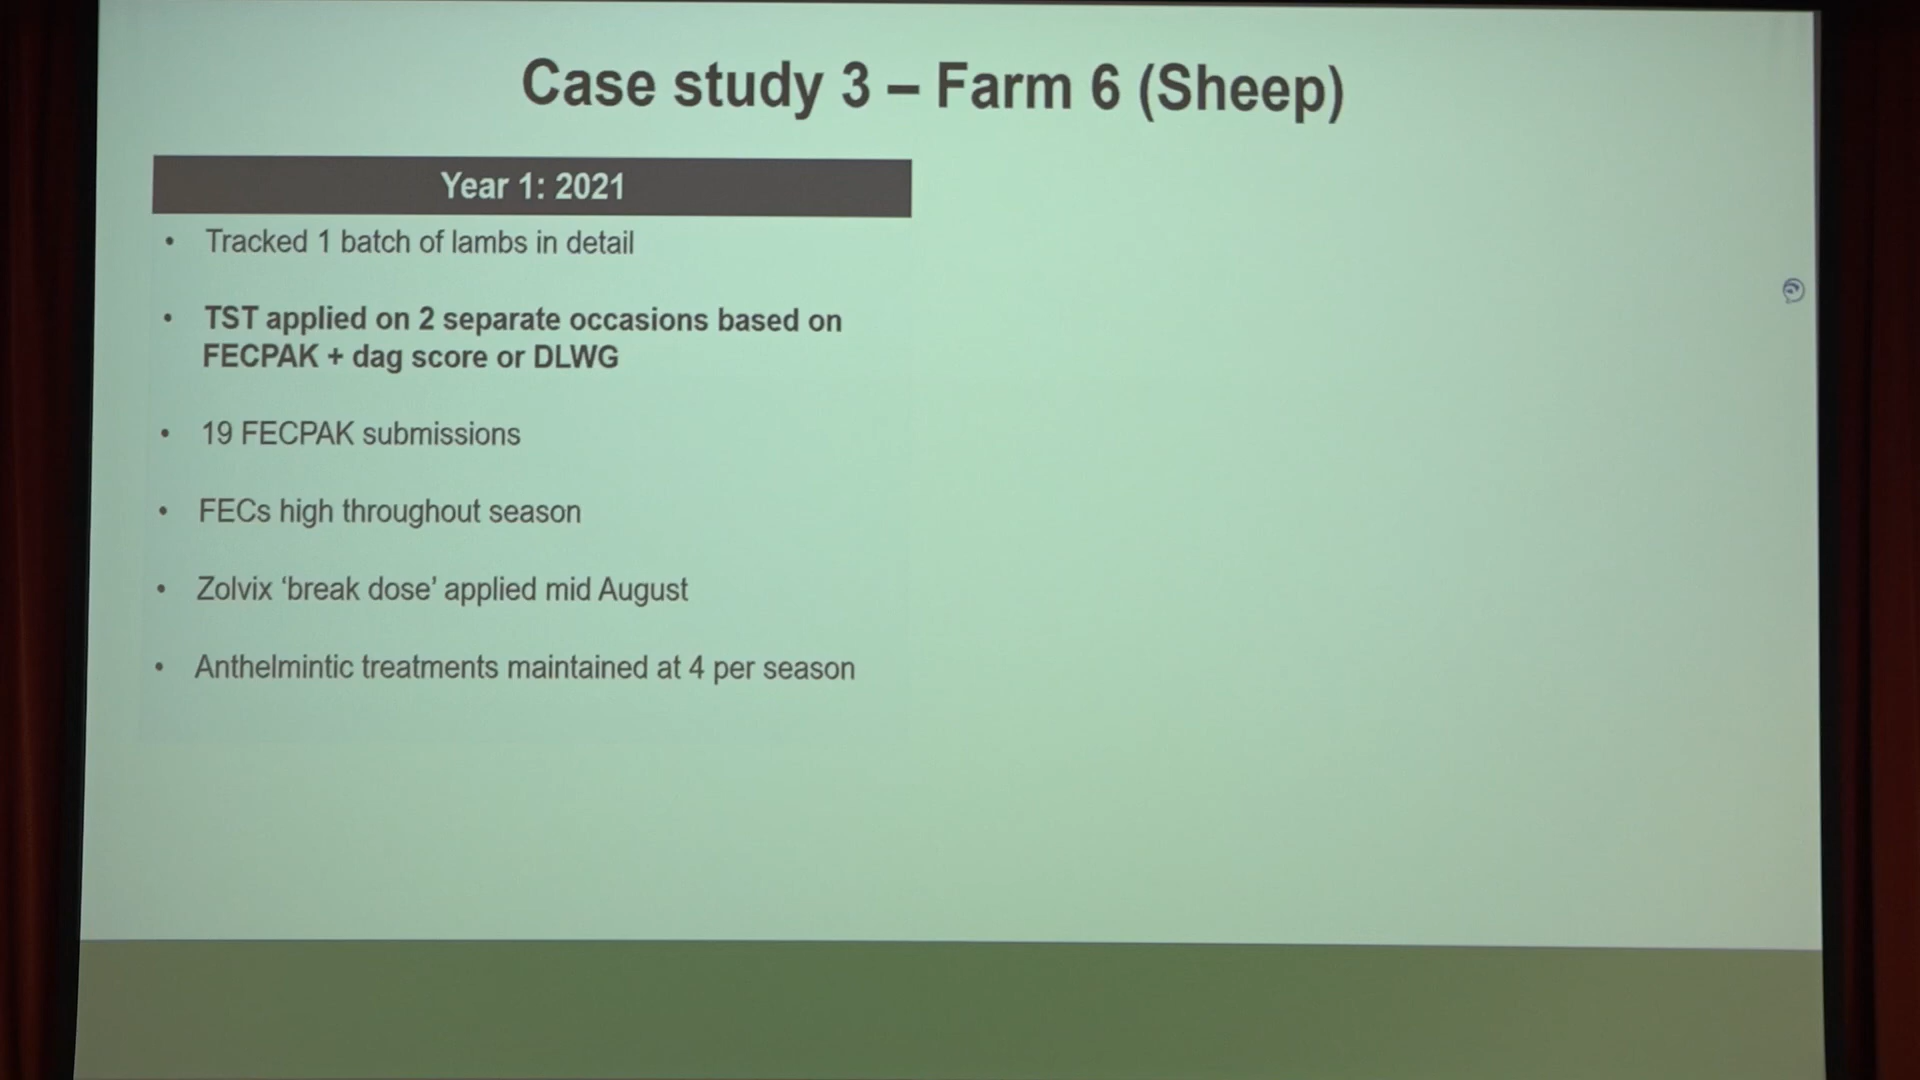 Case study 3 – Farm 6 (Sheep)
Year 1: 2021
• Tracked 1 batch of lambs in detail
• TST applied on 2 separate occasions based on
FECPAK + dag score or DLWG
• 19 FECPAK submissions
• FECs high throughout season
• Zolvix ‘break dose’ applied mid August
• Anthelmintic treatments maintained at 4 per season